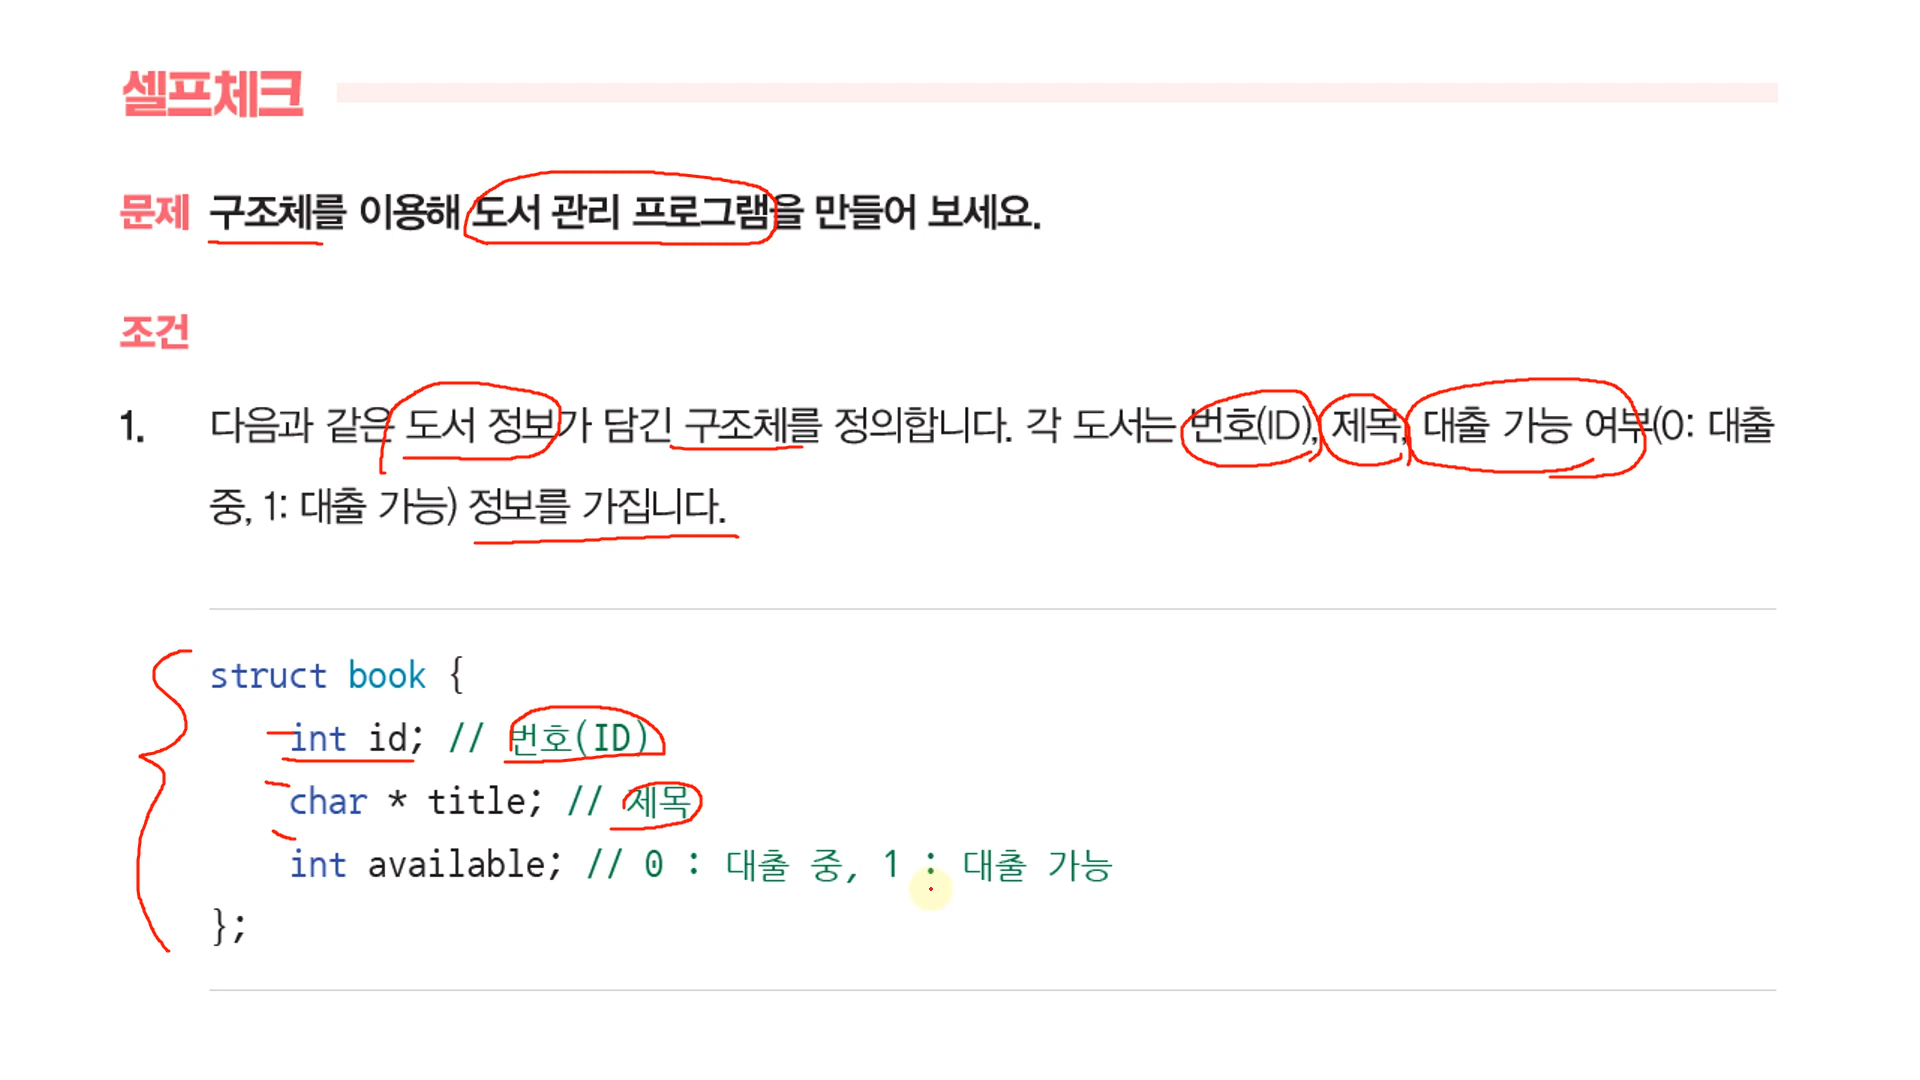 셀프체크
문제 구조체를 이용해 도서 관리 프로그램을 만들어 보세요.
조건
1. 다음과 같은 도서 정보가 담긴 구조체를 정의합니다. 각 도서는 번호(ID), 제목, 대출 가능 여부(0: 대출
중, 1: 대출 가능) 정보를 가집니다.
struct book {
int id; // 번호(ID)
char * title; // 제목
int available; // 0 : 대출 중, 1 : 대출 가능
};